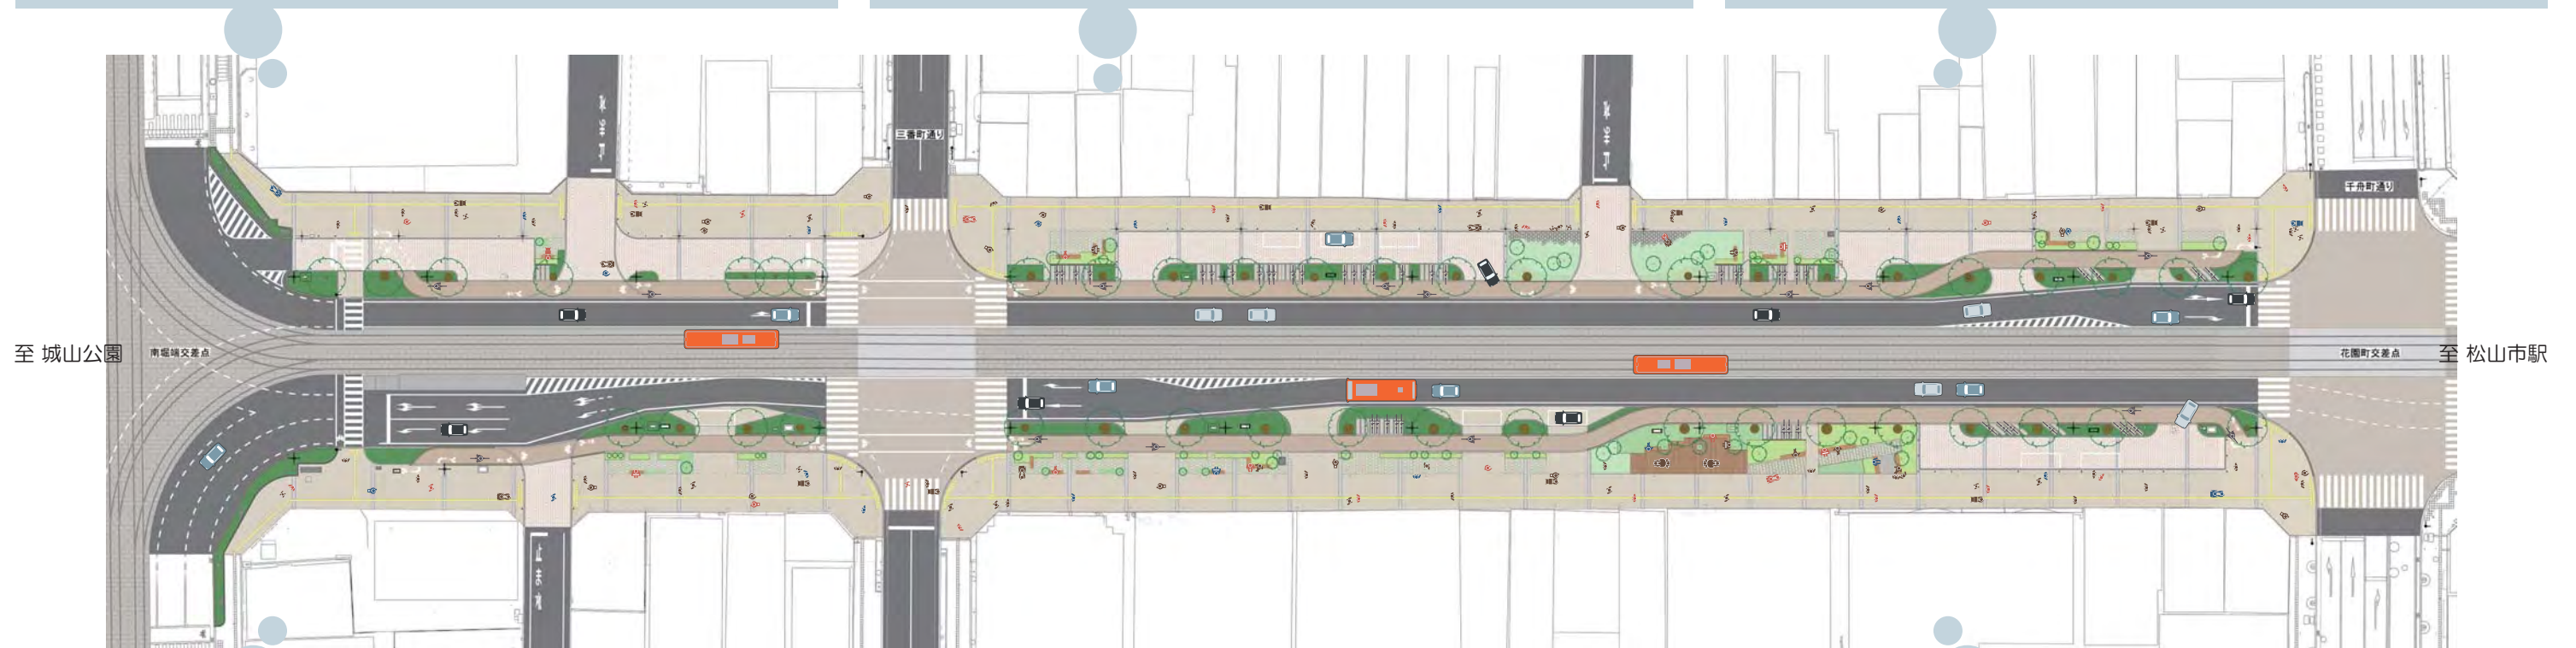 三番町通り
千舟町通り
至 城山公園
南堀端交差点
花園町交差点
至 松山市駅